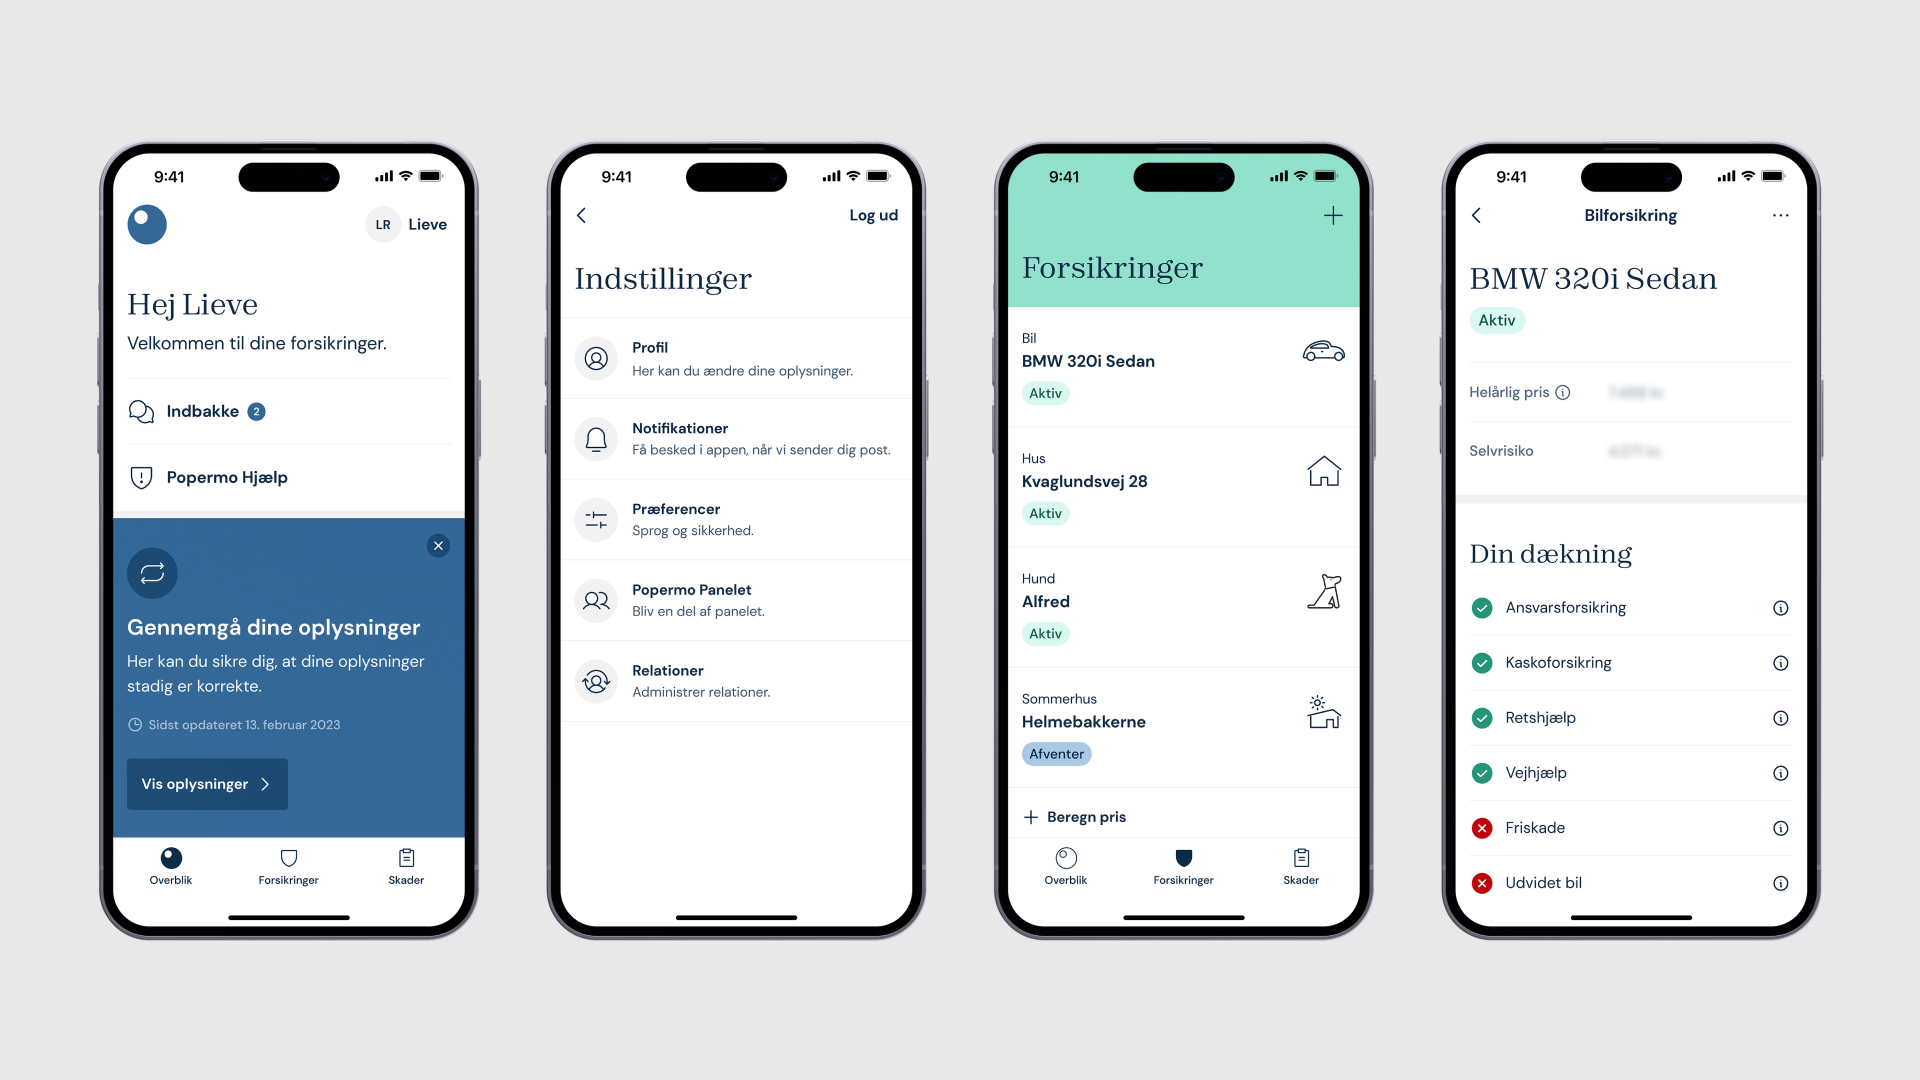 9:41
LR
Lieve
Hej Lieve
Velkommen til dine forsikringer.
Indbakke 2
Popermo Hjælp
Gennemgå dine oplysninger
Her kan du sikre dig, at dine oplysninger
stadig er korrekte.
Sidst opdateret 13. februar 2023
Vis oplysninger
Overblik
Forsikringer
Skader
9:41
Log ud
Indstillinger
Profil
Her kan du ændre dine oplysninger.
Notifikationer
Få besked i appen, når vi sender dig post.
Præferencer
Sprog og sikkerhed.
Popermo Panelet
Bliv en del af panelet.
Relationer
Administrer relationer.
9:41
Forsikringer
Bil
BMW 320i Sedan
Aktiv
Hus
Kvaglundsvej 28
Aktiv
Hund
Alfred
Aktiv
Sommerhus
Helmebakkerne
Afventer
Beregn pris
Overblik
Forsikringer
Skader
9:41
Bilforsikring
BMW 320i Sedan
Aktiv
Helårlig pris
Selvrisiko
Din dækning
Ansvarsforsikring
Kaskoforsikring
Retshjælp
Vejhjælp
Friskade
Udvidet bil